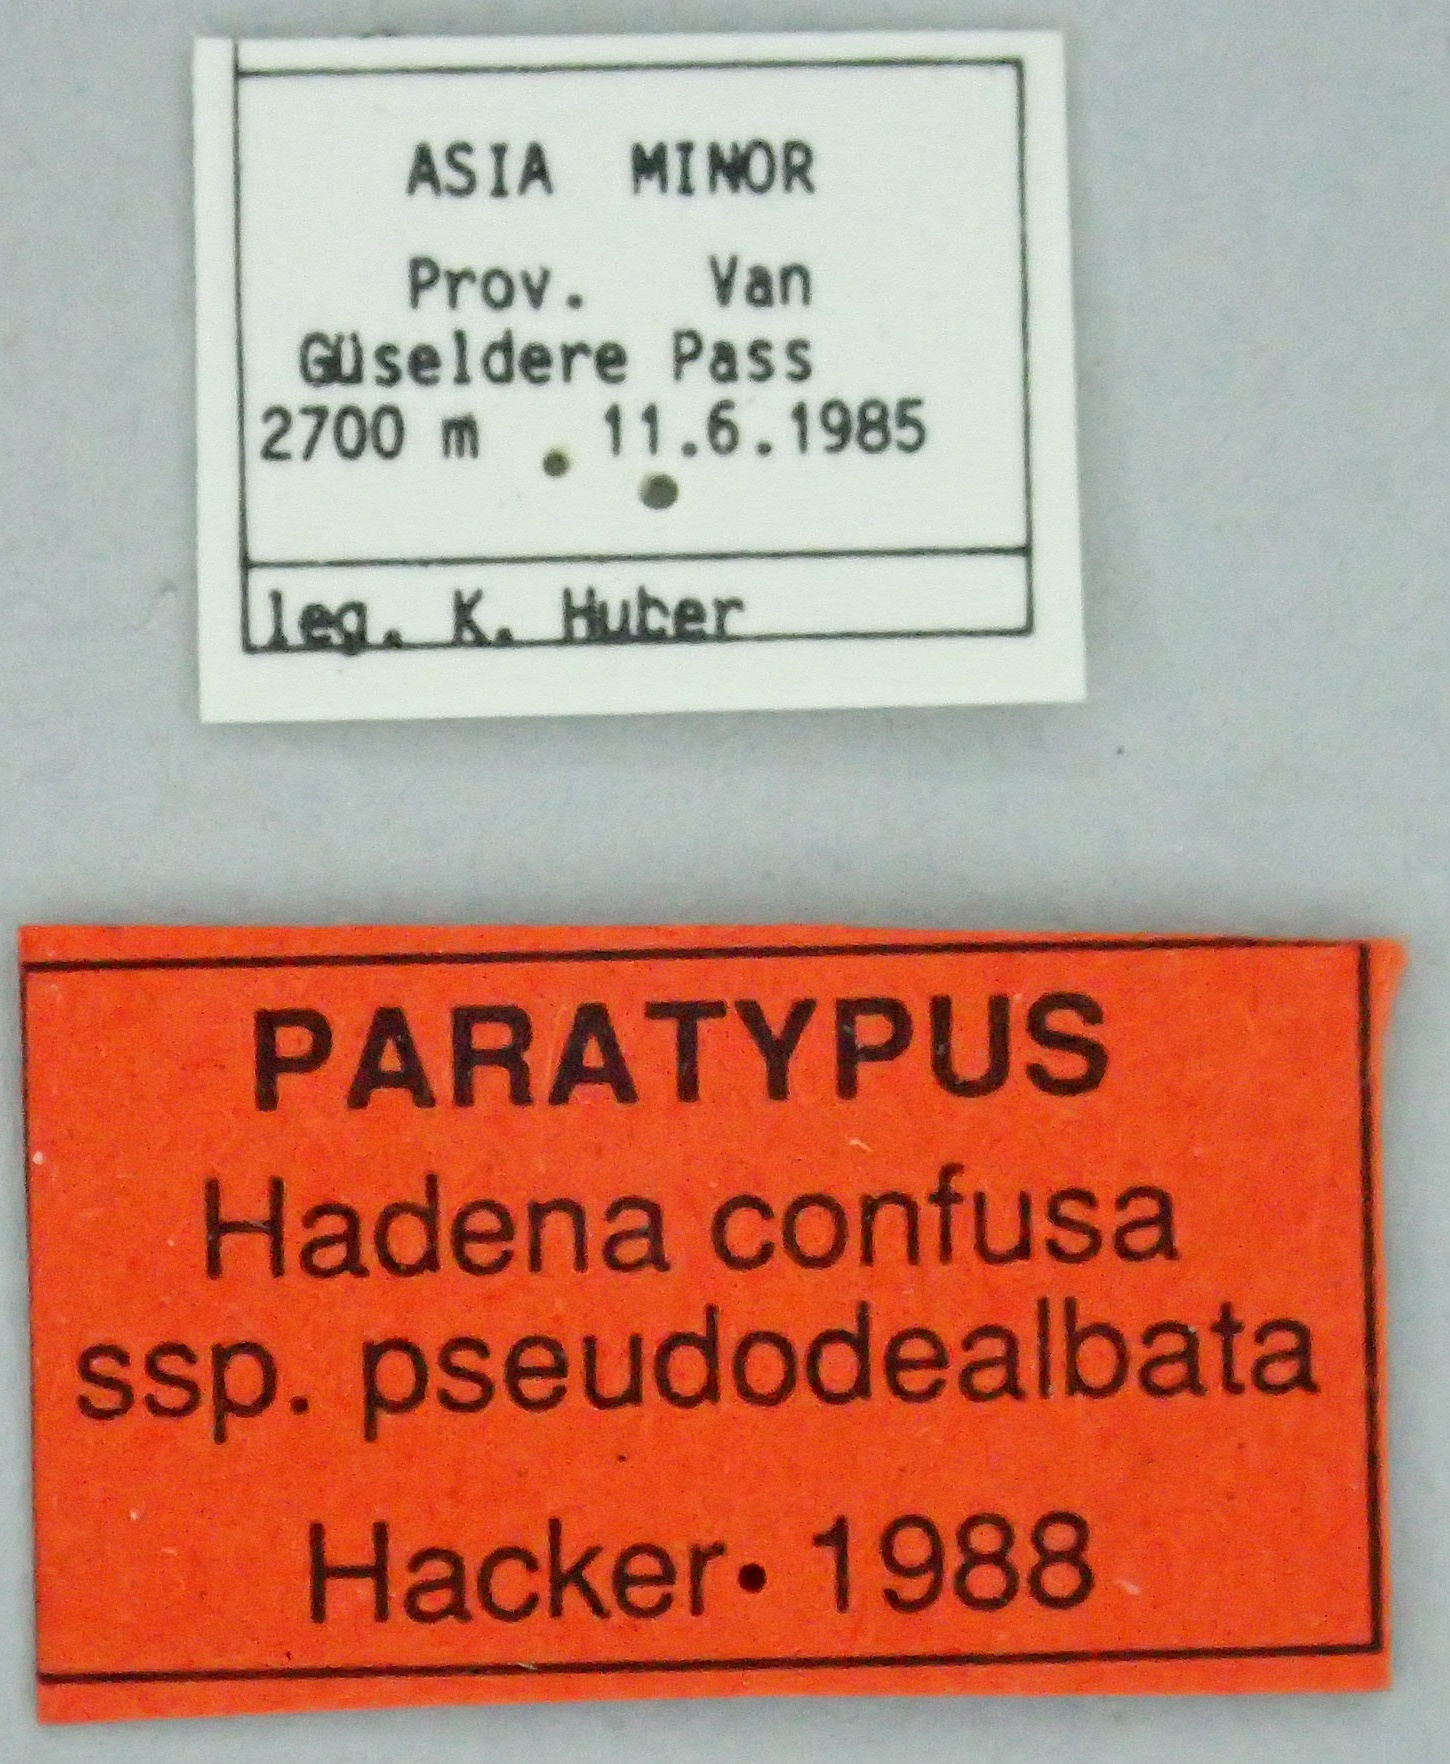 ASIA MINOR
Prov. Van
Güseldere Pass
2700 m 11.6.1985
leg. K. Huber
PARATYPUS
Hadena confusa
ssp. pseudodealbata
Hacker 1988